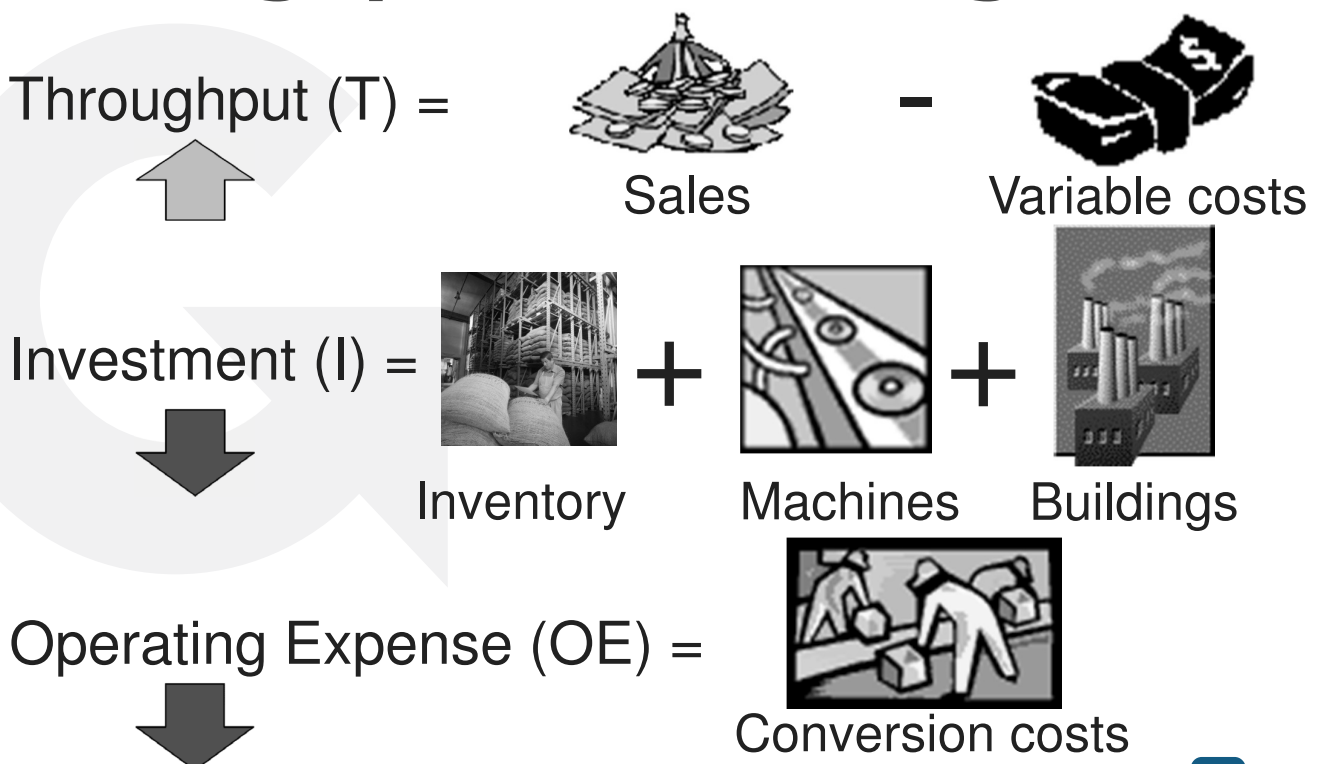 Throughput (T) = -
Sales Variable costs
Investment (I) = + +
Inventory Machines Buildings
Operating Expense (OE) =
Conversion costs